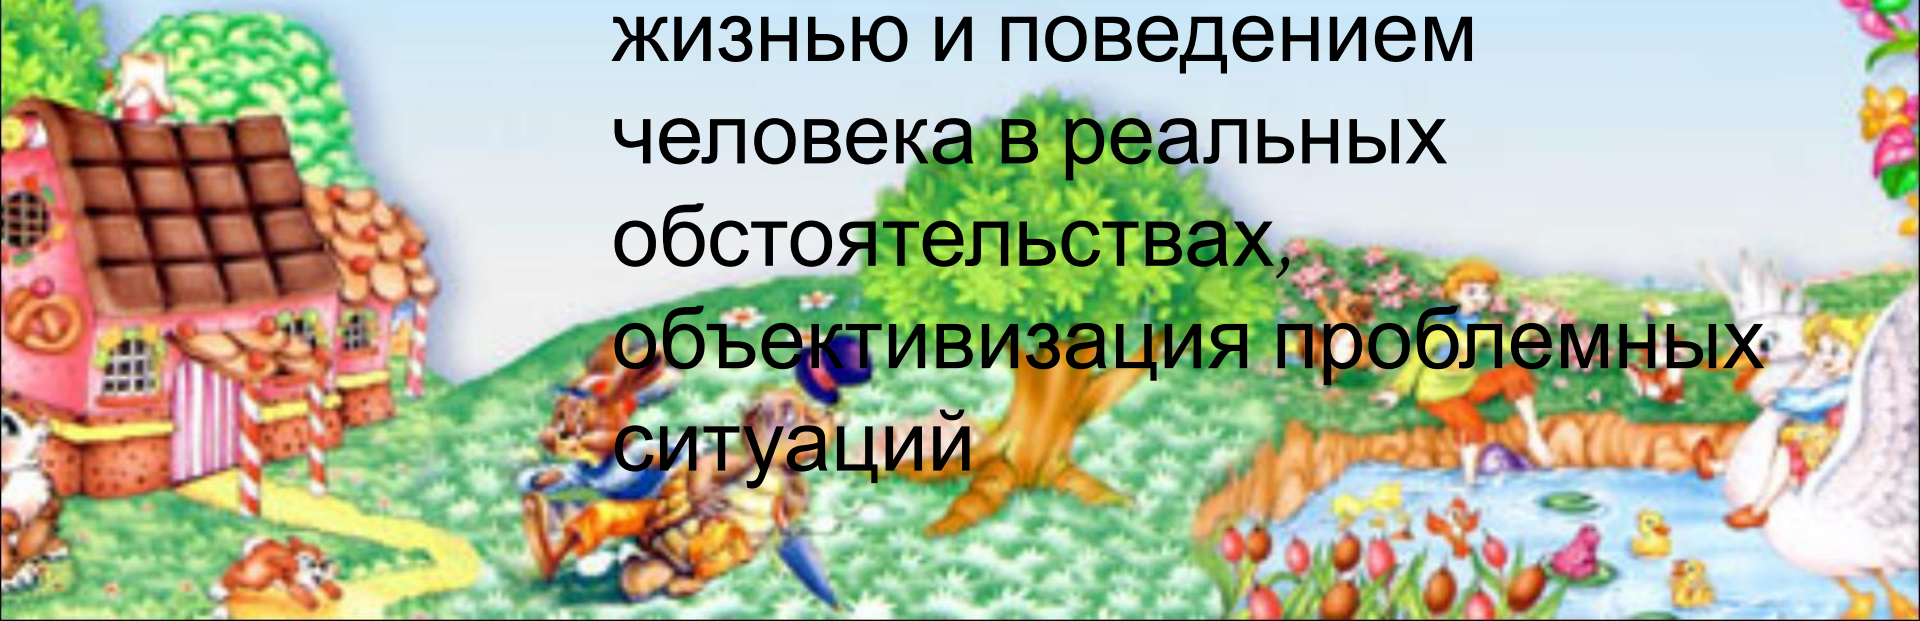 жизнью и поведением
человека в реальных
обстоятельствах,
объективизация проблемных
ситуаций